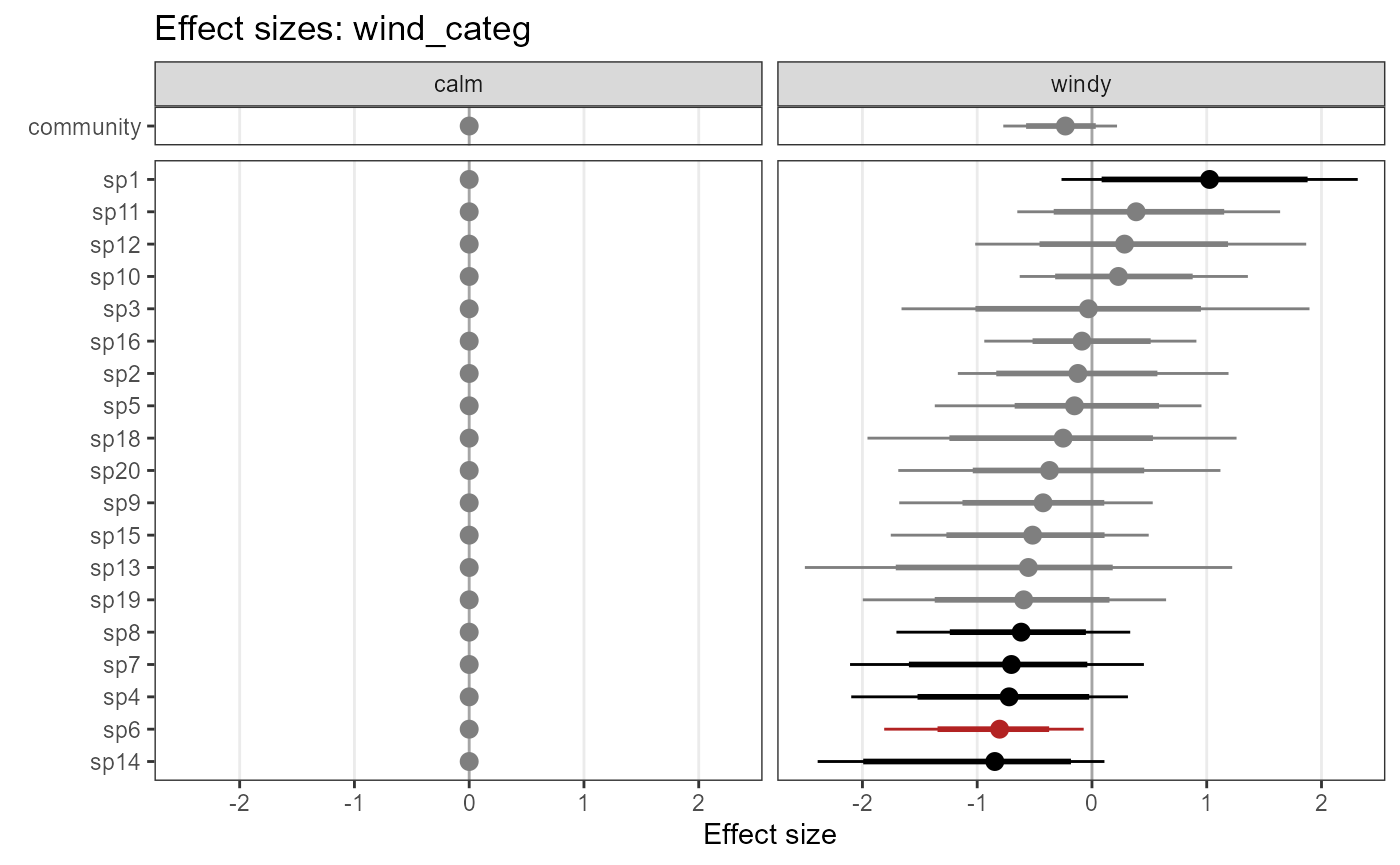 Effect sizes: wind_categ
calm windy
community
sp1
sp11
sp12
sp10
sp3
sp16
sp2
sp5
sp18
sp20
sp9
sp15
sp13
sp19
sp8
sp7
sp4
sp6
sp14
-2 -1 0 1 2 -2 -1 0 1 2
Effect size